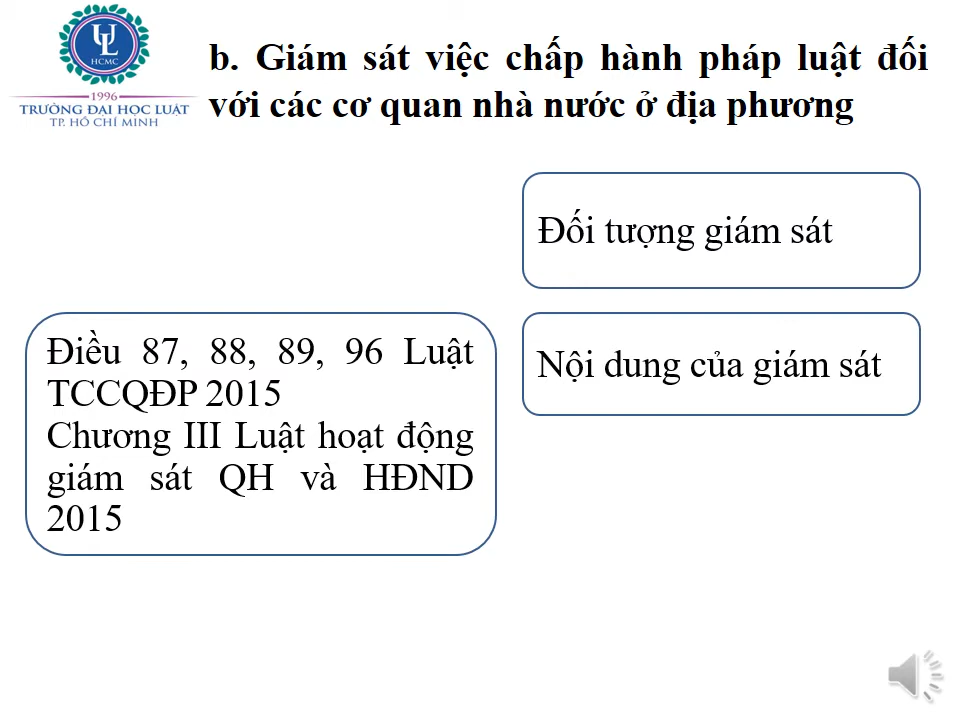 UL
HCMC
1996
TRƯỜNG ĐẠI HỌC LUẬT
TP. HỒ CHÍ MINH
b. Giám sát việc chấp hành pháp luật đối
với các cơ quan nhà nước ở địa phương
Đối tượng giám sát
Điều 87, 88, 89, 96 Luật
TCCQĐP 2015
Chương III Luật hoạt động
giám sát QH và HĐND
2015
Nội dung của giám sát